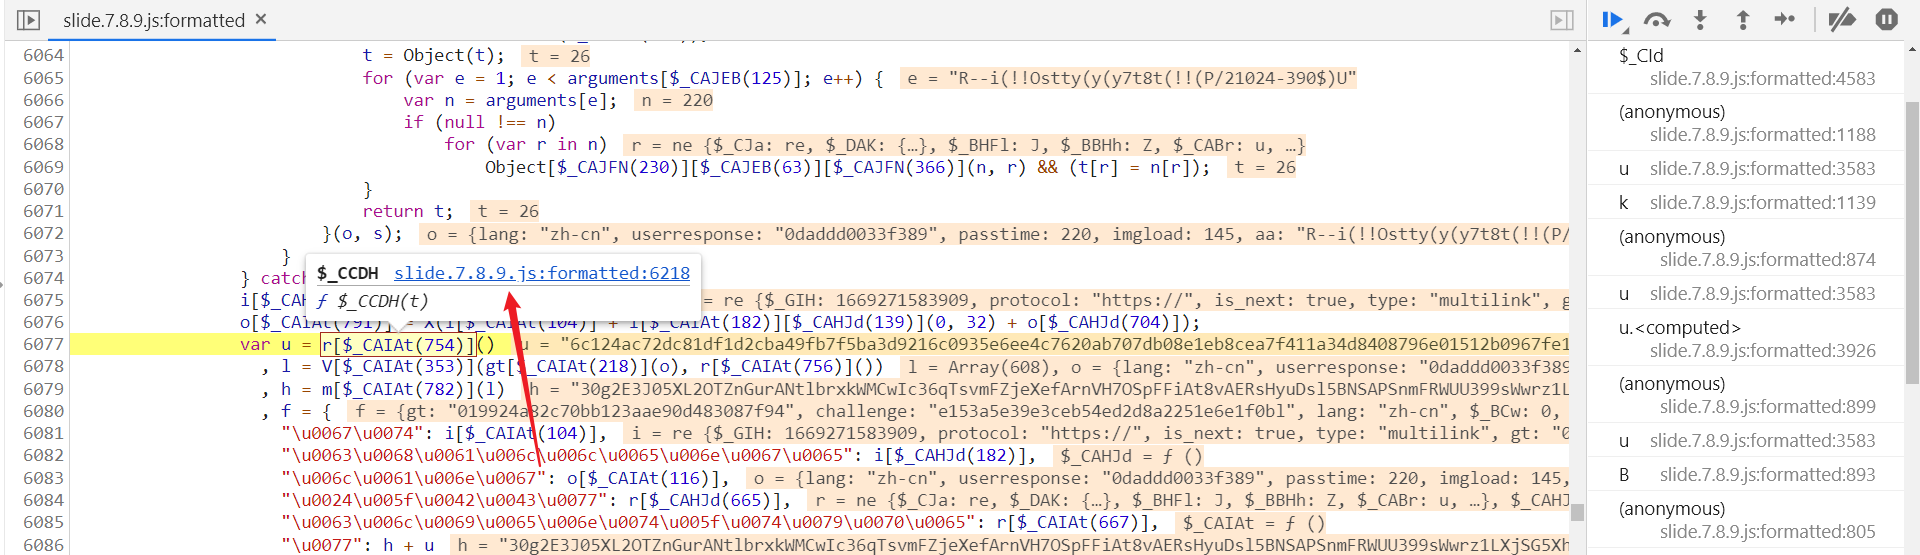 slide.7.8.9.js:formatted ×
6064 t = Object(t); t = 26
6065 for (var e = 1; e < arguments[$_CAJEB(125)]; e++) { e = "R--i(!!Ostty(y(y7t8t(!!(P/21024-390$)U"
6066 var n = arguments[e]; n = 220
6067 if (null !== n)
6068 for (var r in n) r = ne {$_CJa: re, $_DAK: {…}, $_BHFl: J, $_BBHh: Z, $_CABr: u, …}
6069 Object[$_CAJFN(230)][$_CAJEB(63)][$_CAJFN(366)](n, r) && (t[r] = n[r]); t = 26
6070 }
6071 return t; t = 26
6072 }(o, s); o = {lang: "zh-cn", userresponse: "0daddd0033f389", passtime: 220, imgload: 145, aa: "R--i(!!Ostty(y(y7t8t(!!(P/
6073 }
6074 } catch
$_CCDH slide.7.8.9.js:formatted:6218
ƒ $_CCDH(t)
6075 i[$_CAH = re {$_GIH: 1669271583909, protocol: "https://", is_next: true, type: "multilink", gt
6076 o[$_CAIAt(791)] = X(i[$_CAIAt(104)] + i[$_CAIAt(182)][$_CAHJd(139)](0, 32) + o[$_CAHJd(704)]);
6077 var u = r[$_CAIAt(754)]() u = "6c124ac72dc81df1d2cba49fb7f5ba3d9216c0935e6ee4c7620ab707db08e1eb8cea7f411a34d8408796e01512b0967fe1
6078 , l = V[$_CAIAt(353)](gt[$_CAIAt(218)](o), r[$_CAIAt(756)]()) l = Array(608), o = {lang: "zh-cn", userresponse: "0daddd0033f389
6079 , h = m[$_CAIAt(782)](l) h = "30g2E3J05XL2OTZnGurANtlbrxkWMCwIc36qTsvmFZjeXefArnVH7OSpFFiAt8vAERsHyuDsl5BNSAPSnmFRWUU399sWwrz1L
6080 , f = { f = {gt: "019924a82c70bb123aae90d483087f94", challenge: "e153a5e39e3ceb54ed2d8a2251e6e1f0bl", lang: "zh-cn", $_BCw: 0,
6081 "\u0067\u0074": i[$_CAIAt(104)], i = re {$_GIH: 1669271583909, protocol: "https://", is_next: true, type: "multilink", gt: "0
6082 "\u0063\u0068\u0061\u006c\u006c\u0065\u006e\u0067\u0065": i[$_CAHJd(182)], $_CAHJd = ƒ ()
6083 "\u006c\u0061\u006e\u0067": o[$_CAIAt(116)], o = {lang: "zh-cn", userresponse: "0daddd0033f389", passtime: 220, imgload: 145,
6084 "\u0024\u005f\u0042\u0043\u0077": r[$_CAHJd(665)], r = ne {$_CJa: re, $_DAK: {…}, $_BHFl: J, $_BBHh: Z, $_CABr: u, …}, $_CAHJ
6085 "\u0063\u006c\u0069\u0065\u006e\u0074\u005f\u0074\u0079\u0070\u0065": r[$_CAIAt(667)], $_CAIAt = ƒ ()
6086 "\u0077": h + u h = "30g2E3J05XL2OTZnGurANtlbrxkWMCwIc36qTsvmFZjeXefArnVH7OSpFFiAt8vAERsHyuDsl5BNSAPSnmFRWUU399sWwrz1LXjSG5Xh
$_CId
slide.7.8.9.js:formatted:4583
(anonymous)
slide.7.8.9.js:formatted:1188
u slide.7.8.9.js:formatted:3583
k slide.7.8.9.js:formatted:1139
(anonymous)
slide.7.8.9.js:formatted:874
u slide.7.8.9.js:formatted:3583
u.<computed>
slide.7.8.9.js:formatted:3926
(anonymous)
slide.7.8.9.js:formatted:899
u slide.7.8.9.js:formatted:3583
B slide.7.8.9.js:formatted:893
(anonymous)
slide.7.8.9.js:formatted:805